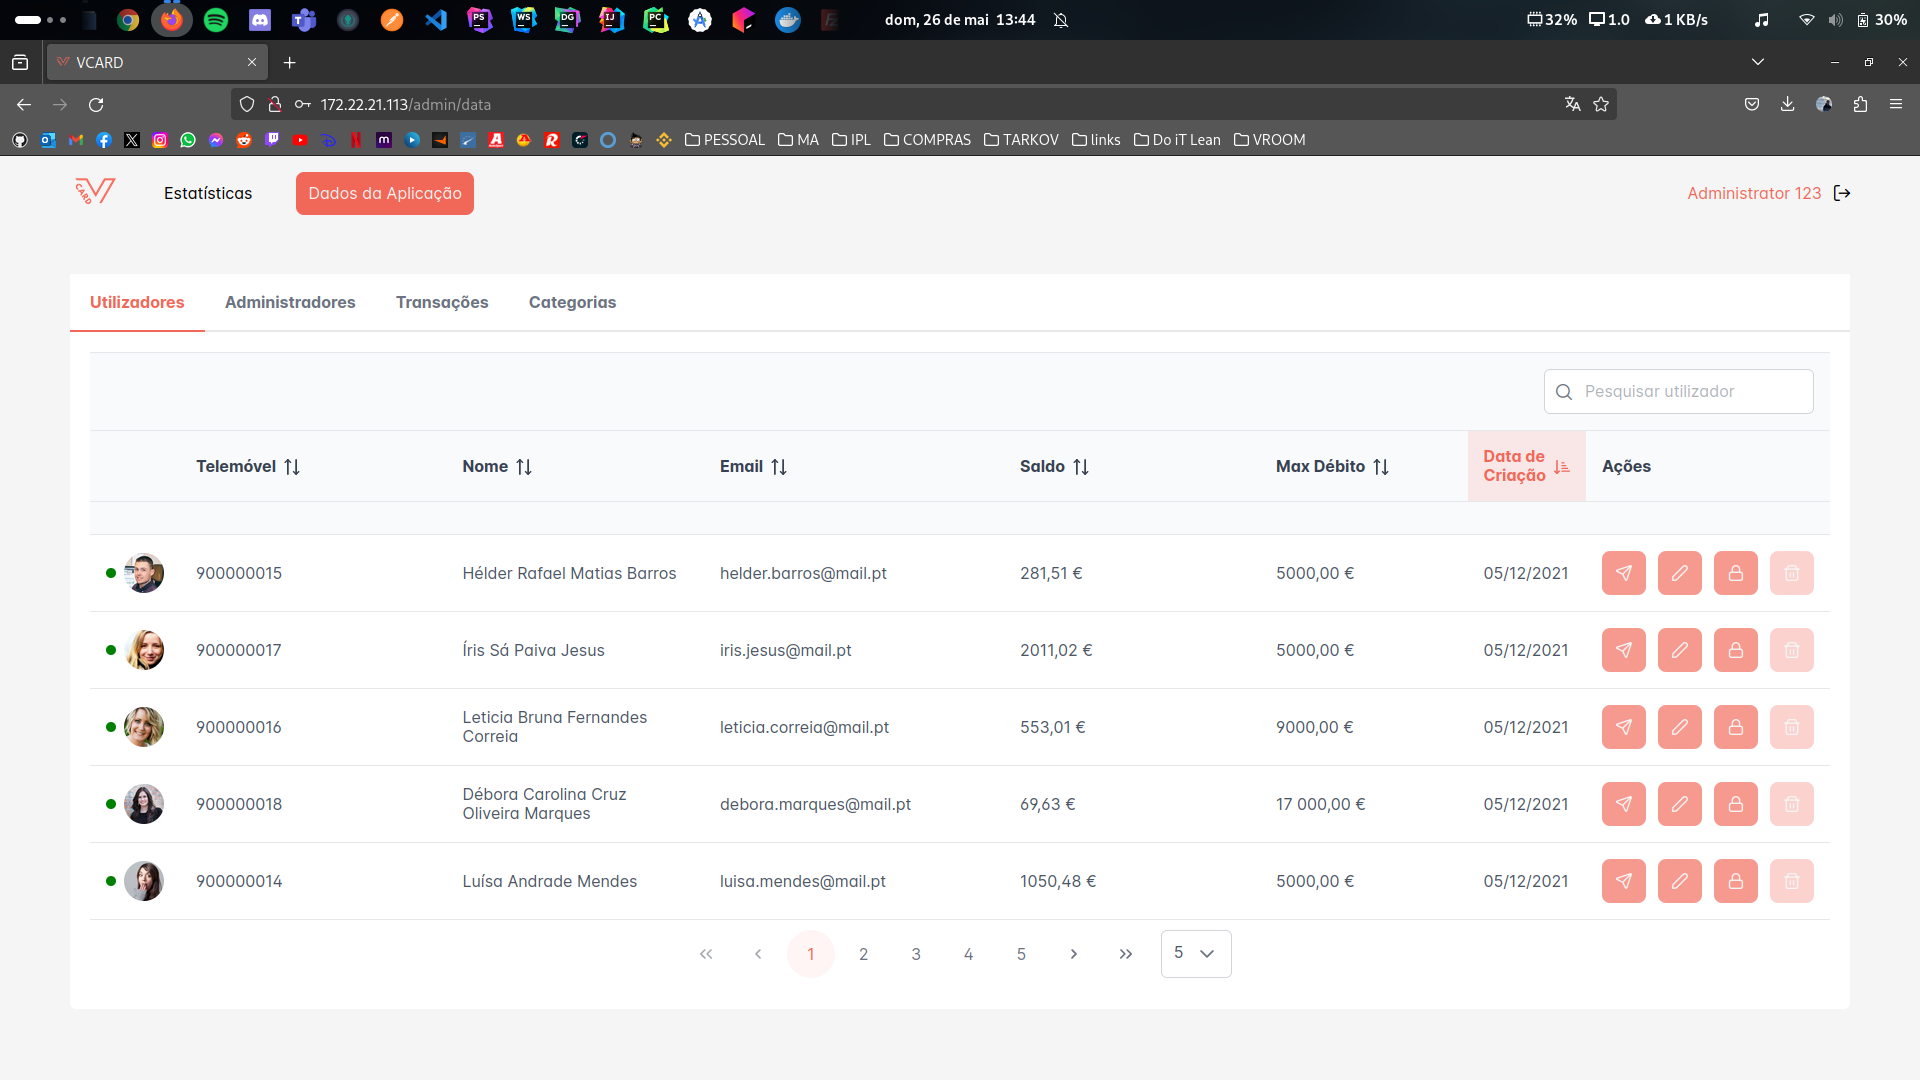 dom, 26 de mai 13:44
32%
1.0
1 KB/s
30%
VCARD
172.22.21.113/admin/data
PESSOAL
MA
IPL
COMPRAS
TARKOV
links
Do iT Lean
VROOM
CARD
Estatísticas
Dados da Aplicação
Administrator 123
Utilizadores
Administradores
Transações
Categorias
Pesquisar utilizador
Telemóvel
Nome
Email
Saldo
Max Débito
Data de
Criação
Ações
900000015
Hélder Rafael Matias Barros
helder.barros@mail.pt
281,51 €
5000,00 €
05/12/2021
900000017
Íris Sá Paiva Jesus
iris.jesus@mail.pt
2011,02 €
5000,00 €
05/12/2021
900000016
Leticia Bruna Fernandes
Correia
leticia.correia@mail.pt
553,01 €
9000,00 €
05/12/2021
900000018
Débora Carolina Cruz
Oliveira Marques
debora.marques@mail.pt
69,63 €
17 000,00 €
05/12/2021
900000014
Luísa Andrade Mendes
luisa.mendes@mail.pt
1050,48 €
5000,00 €
05/12/2021
1
2
3
4
5
5